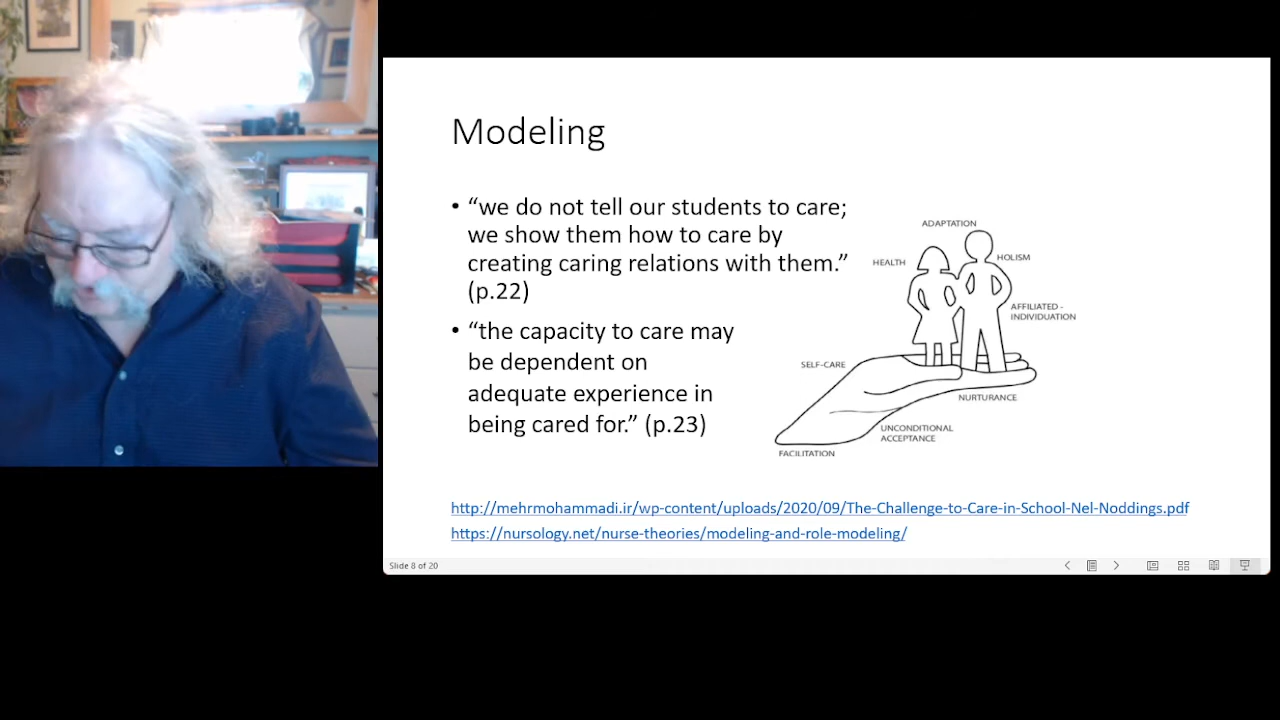 Modeling
• “we do not tell our students to care;
we show them how to care by
creating caring relations with them.”
(p.22)
• “the capacity to care may
be dependent on
adequate experience in
being cared for.” (p.23)
ADAPTATION
HEALTH
HOLISM
AFFILIATED -
INDIVIDUATION
SELF-CARE
NURTURANCE
UNCONDITIONAL
ACCEPTANCE
FACILITATION
http://mehrmohammadi.ir/wp-content/uploads/2020/09/The-Challenge-to-Care-in-School-Nel-Noddings.pdf
https://nursology.net/nurse-theories/modeling-and-role-modeling/
Slide 8 of 20